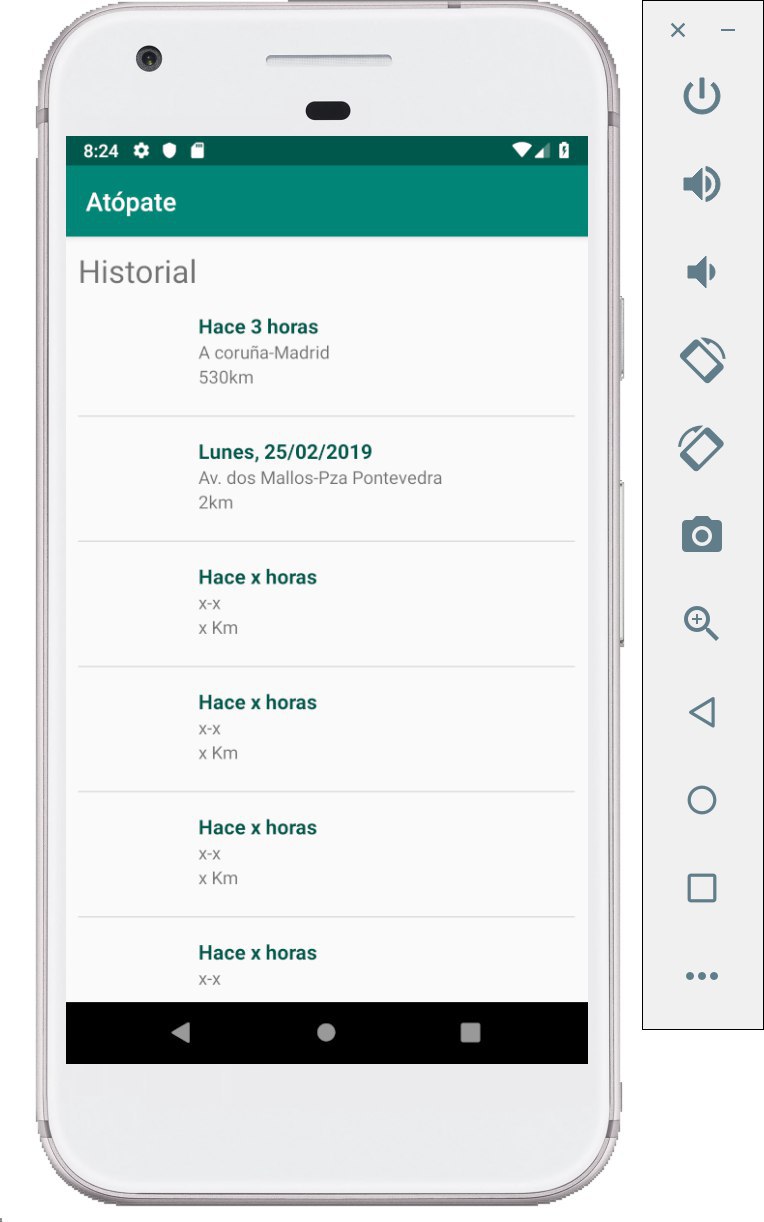 8:24
Atópate
Historial
Hace 3 horas
A coruña-Madrid
530km
Lunes, 25/02/2019
Av. dos Mallos-Pza Pontevedra
2km
Hace x horas
x-x
x Km
Hace x horas
x-x
x Km
Hace x horas
x-x
x Km
Hace x horas
x-x